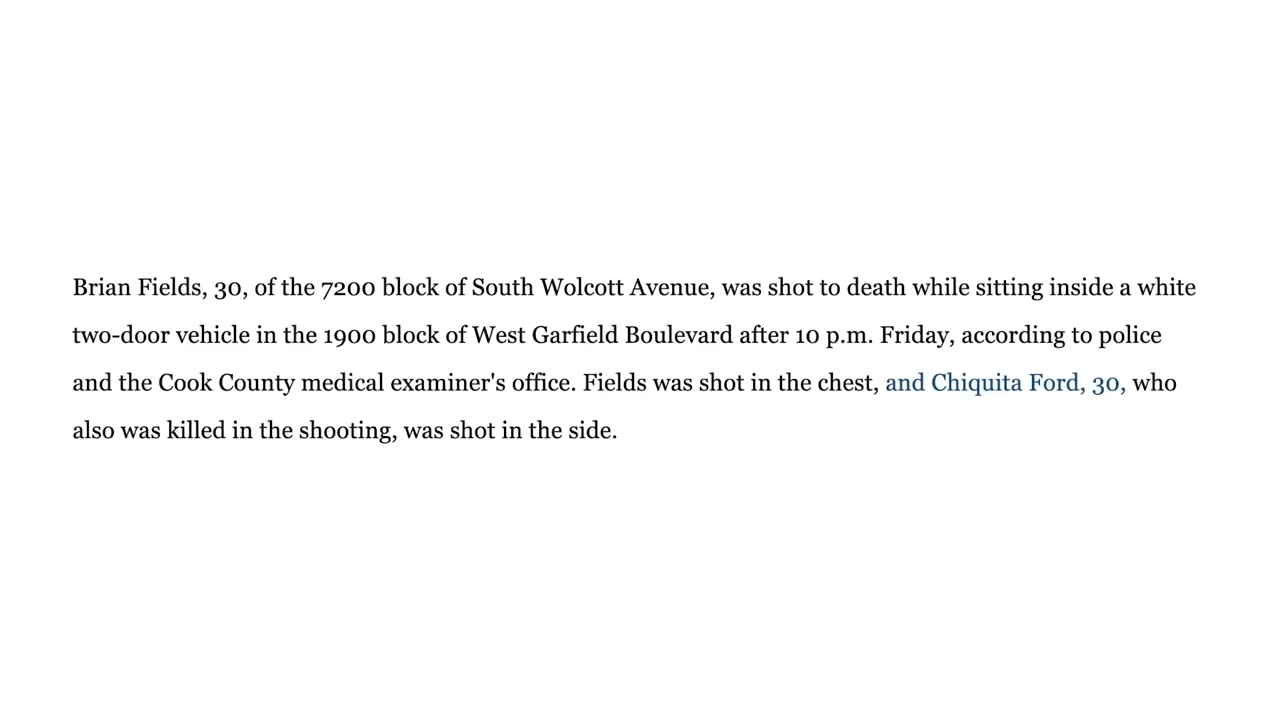 Brian Fields, 30, of the 7200 block of South Wolcott Avenue, was shot to death while sitting inside a white
two-door vehicle in the 1900 block of West Garfield Boulevard after 10 p.m. Friday, according to police
and the Cook County medical examiner's office. Fields was shot in the chest, and Chiquita Ford, 30, who
also was killed in the shooting, was shot in the side.